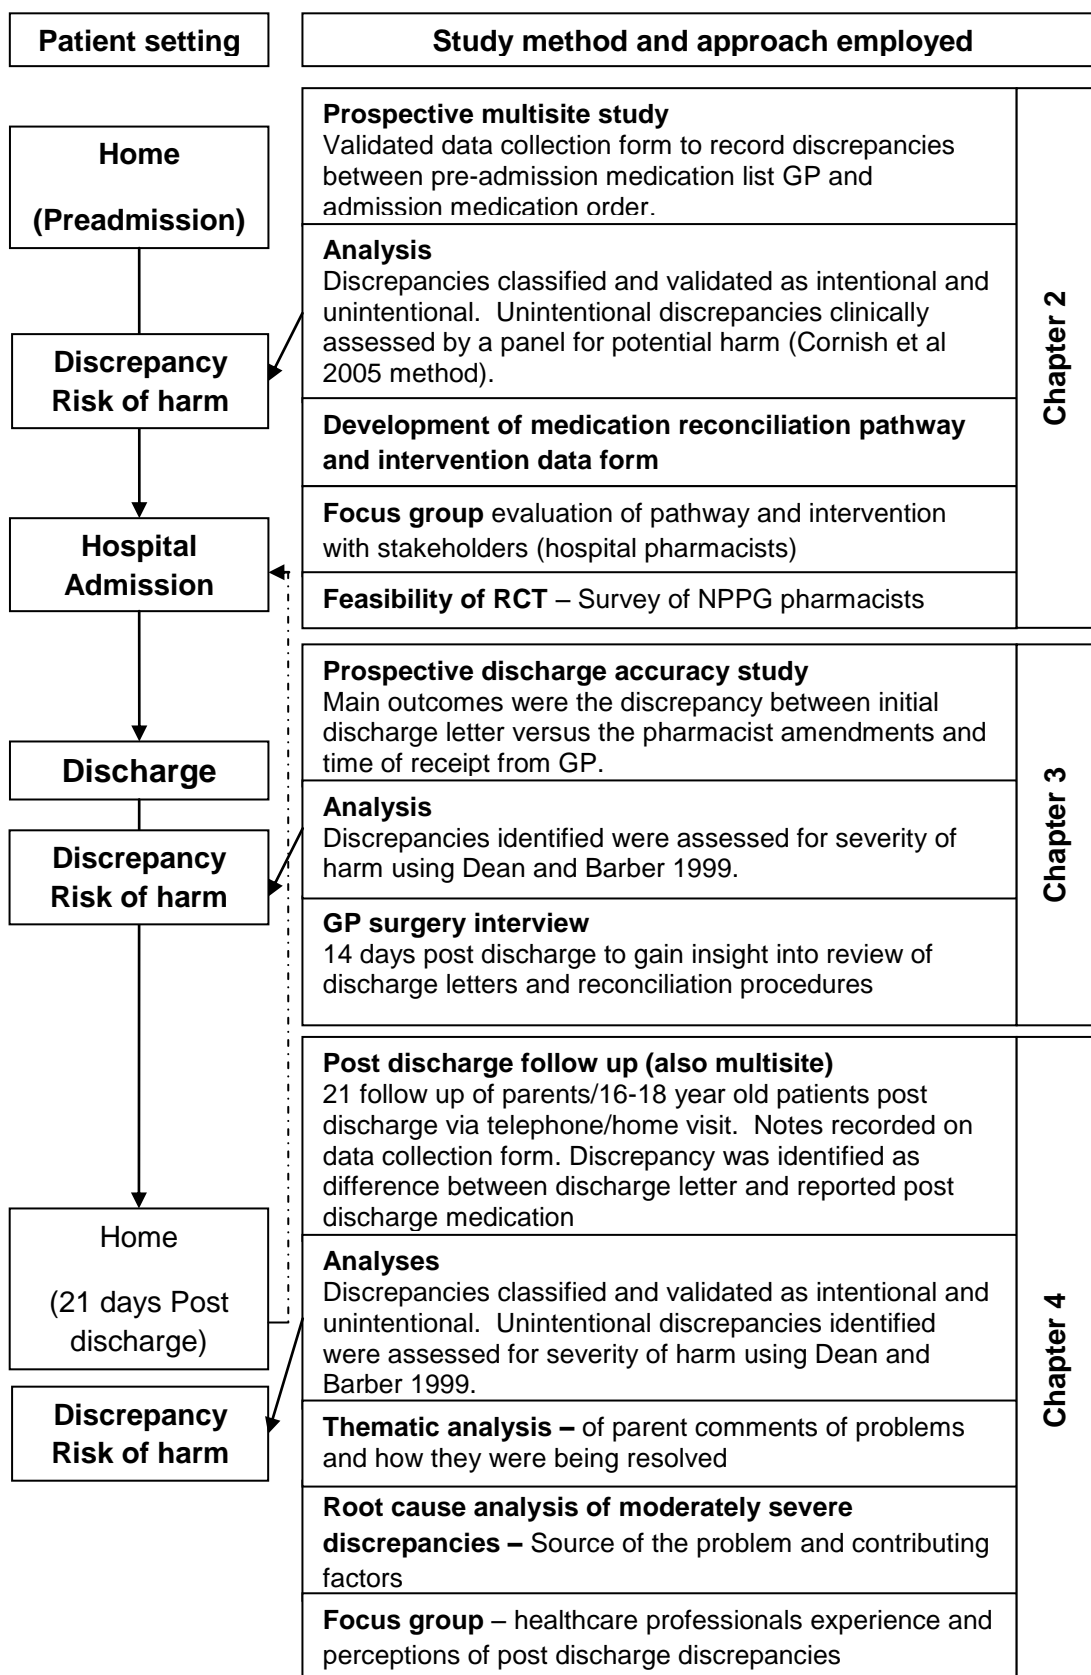 Patient setting
Study method and approach employed
Home
(Preadmission)
Discrepancy
Risk of harm
Hospital
Admission
Discharge
Discrepancy
Risk of harm
Home
(21 days Post
discharge)
Discrepancy
Risk of harm
Prospective multisite study
Validated data collection form to record discrepancies
between pre-admission medication list GP and
admission medication order.
Analysis
Discrepancies classified and validated as intentional and
unintentional. Unintentional discrepancies clinically
assessed by a panel for potential harm (Cornish et al
2005 method).
Development of medication reconciliation pathway
and intervention data form
Focus group evaluation of pathway and intervention
with stakeholders (hospital pharmacists)
Feasibility of RCT – Survey of NPPG pharmacists
Chapter 2
Prospective discharge accuracy study
Main outcomes were the discrepancy between initial
discharge letter versus the pharmacist amendments and
time of receipt from GP.
Analysis
Discrepancies identified were assessed for severity of
harm using Dean and Barber 1999.
GP surgery interview
14 days post discharge to gain insight into review of
discharge letters and reconciliation procedures
Chapter 3
Post discharge follow up (also multisite)
21 follow up of parents/16-18 year old patients post
discharge via telephone/home visit. Notes recorded on
data collection form. Discrepancy was identified as
difference between discharge letter and reported post
discharge medication
Analyses
Discrepancies classified and validated as intentional and
unintentional. Unintentional discrepancies identified
were assessed for severity of harm using Dean and
Barber 1999.
Thematic analysis – of parent comments of problems
and how they were being resolved
Root cause analysis of moderately severe
discrepancies – Source of the problem and contributing
factors
Focus group – healthcare professionals experience and
perceptions of post discharge discrepancies
Chapter 4